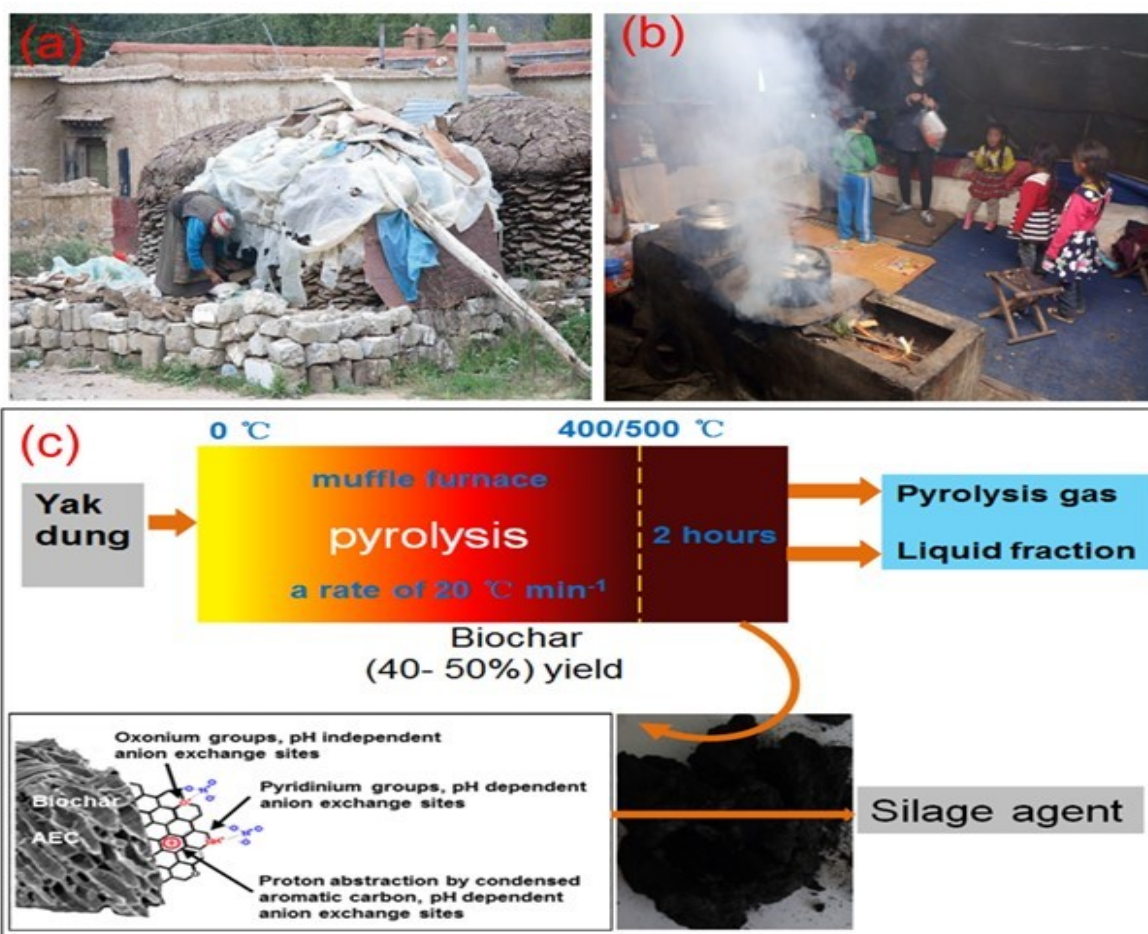 (a)
(b)
(c)
0 ℃
400/500 ℃
Yak
dung
muffle furnace
pyrolysis
2 hours
a rate of 20 ℃ min⁻¹
Pyrolysis gas
Liquid fraction
Biochar
(40- 50%) yield
Oxonium groups, pH independent
anion exchange sites
Biochar
AEC
Pyridinium groups, pH dependent
anion exchange sites
Proton abstraction by condensed
aromatic carbon, pH dependent
anion exchange sites
Silage agent